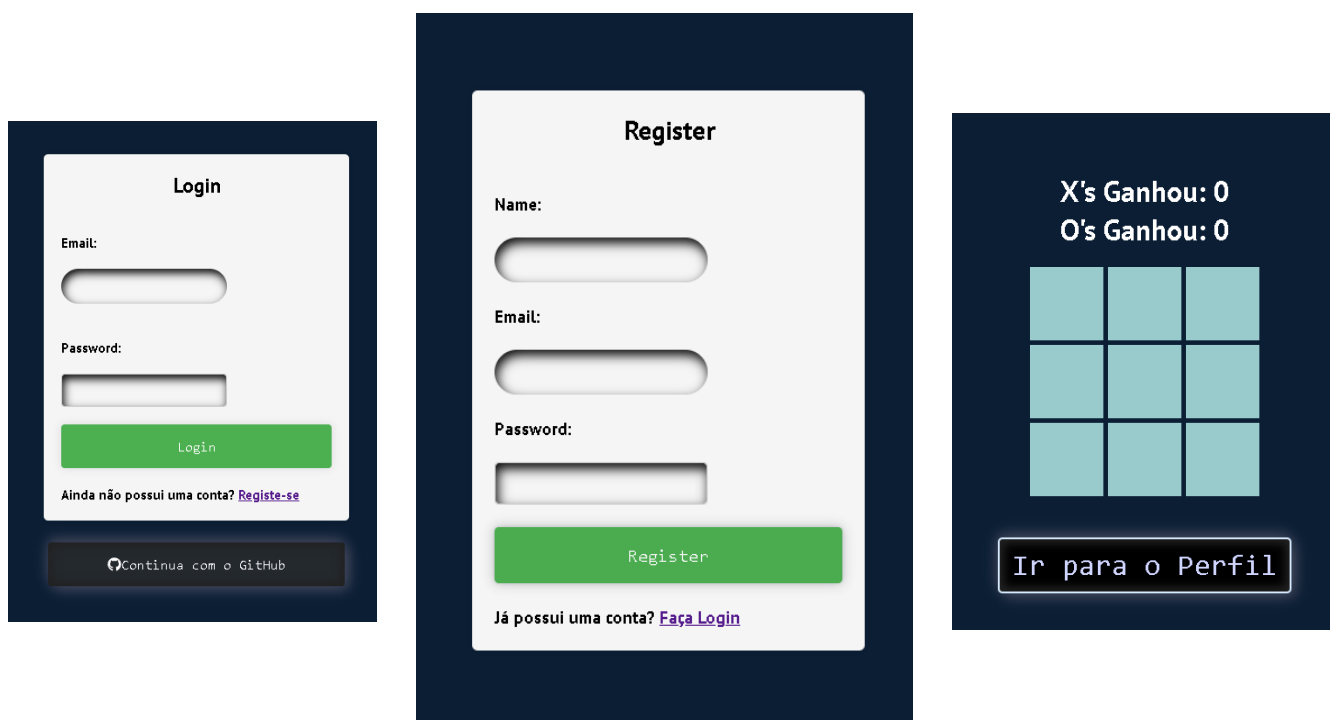 Login
Email:
Password:
Login
Ainda não possui uma conta? Registe-se
Continua com o GitHub
Register
Name:
Email:
Password:
Register
Já possui uma conta? Faça Login
X's Ganhou: 0
O's Ganhou: 0
Ir para o Perfil